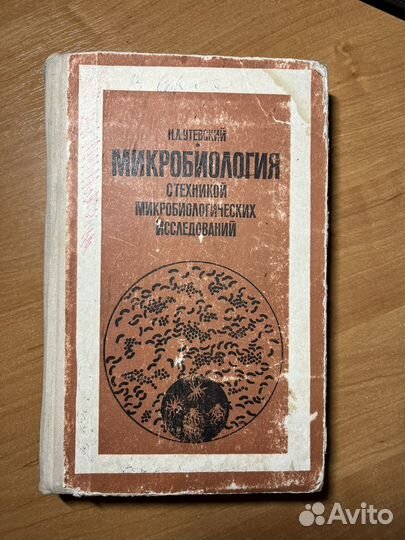 Н.Л.УТЕВСКИЙ
МИКРОБИОЛОГИЯ
С ТЕХНИКОЙ
МИКРОБИОЛОГИЧЕСКИХ
ИССЛЕДОВАНИЙ
Avito